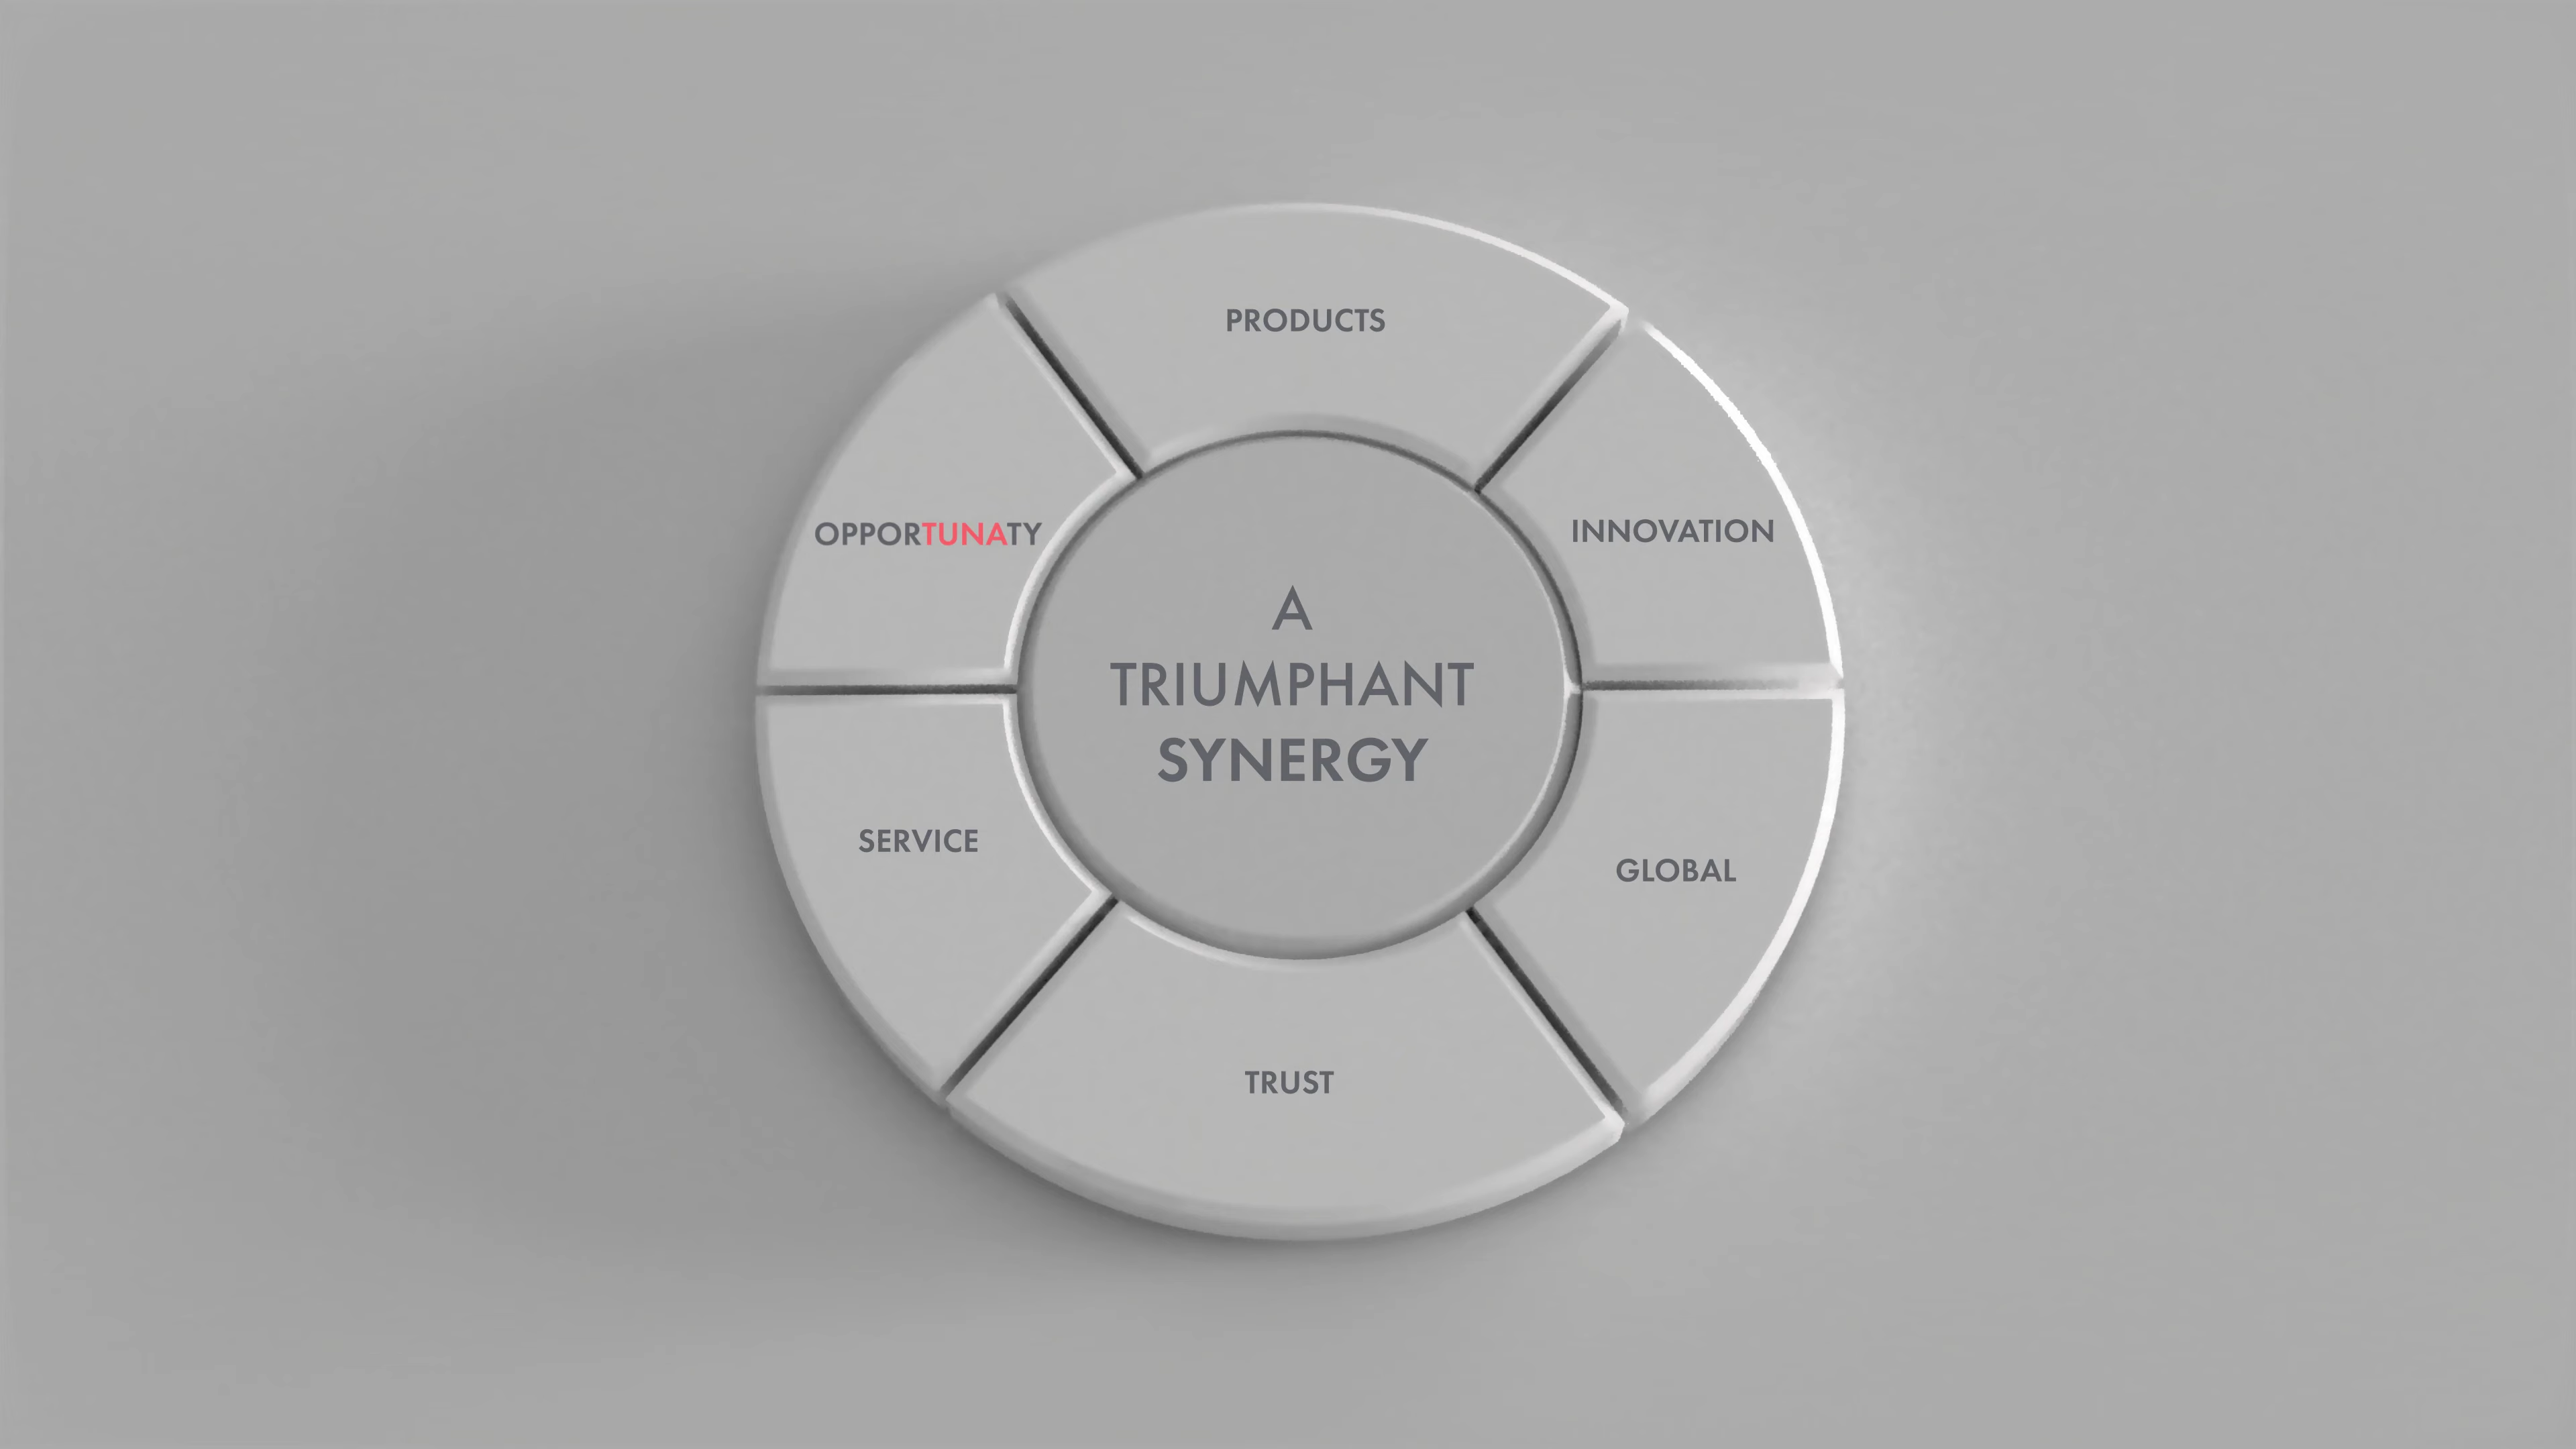 PRODUCTS
OPPORTUNATY
INNOVATION
A
TRIUMPHANT
SYNERGY
SERVICE
GLOBAL
TRUST